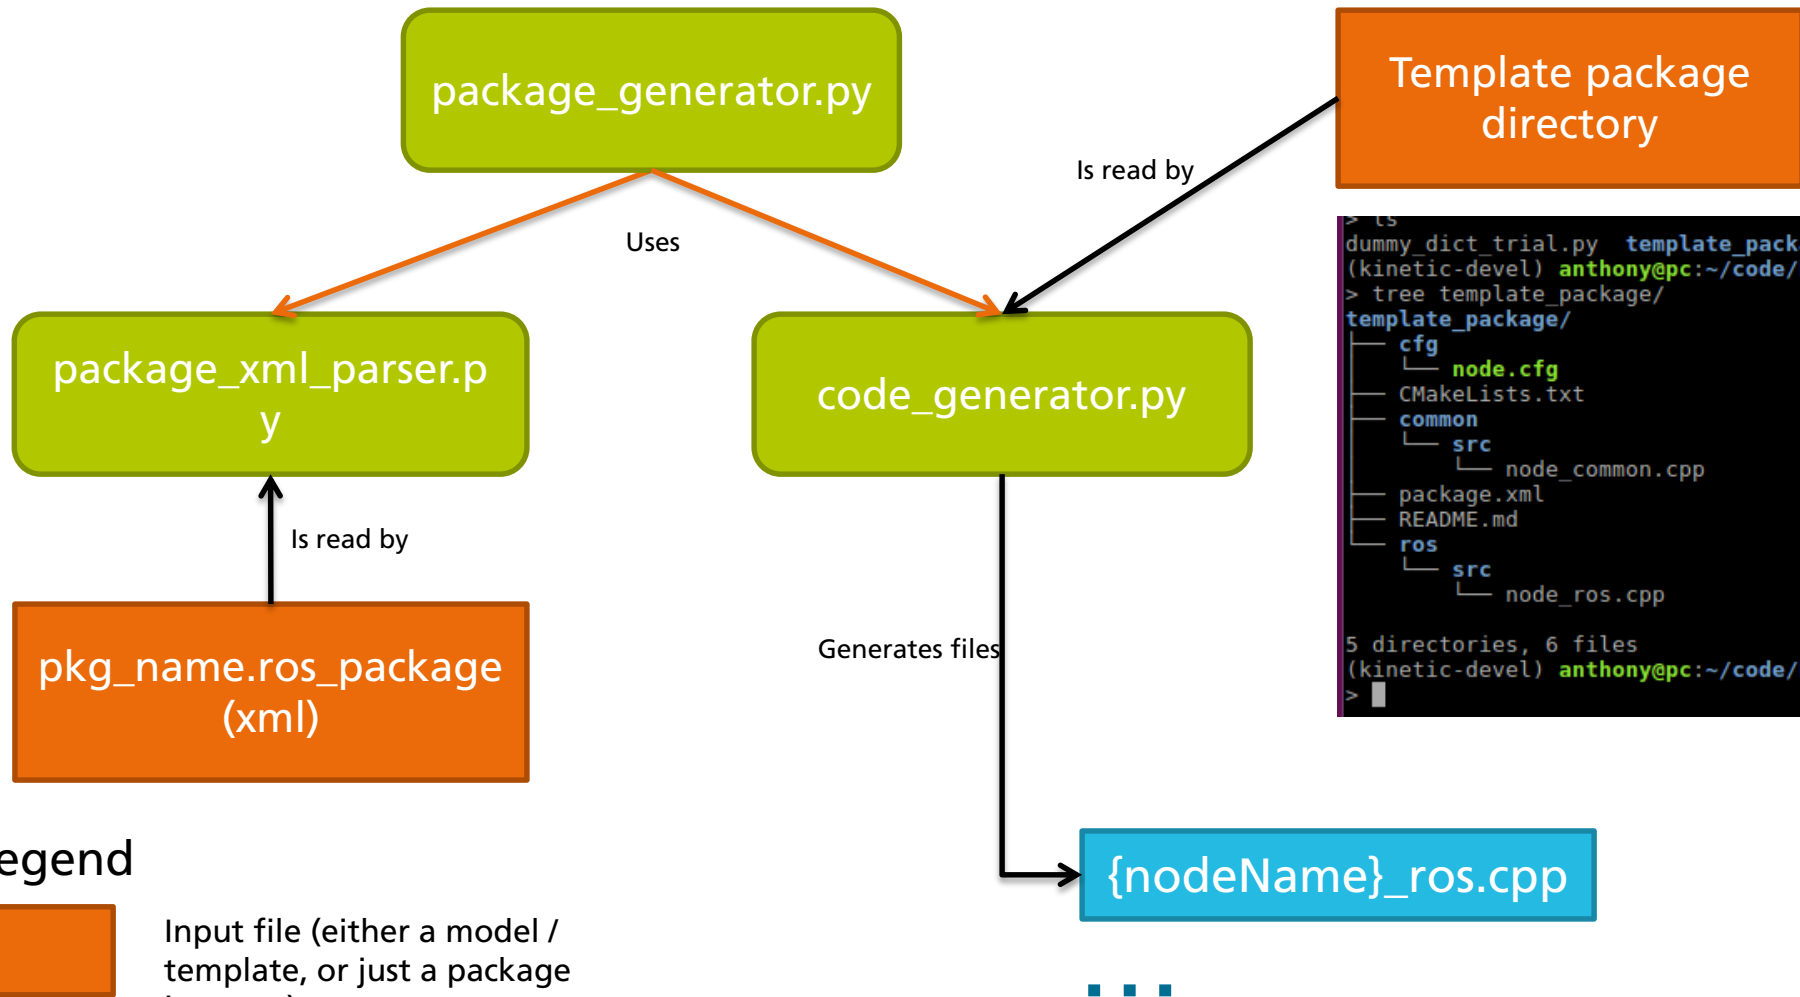 package_generator.py
Template package
directory
Is read by
Uses
package_xml_parser.p
y
code_generator.py
Is read by
pkg_name.ros_package
(xml)
Generates files
> ls
dummy_dict_trial.py template_pack
(kinetic-devel) anthony@pc:~/code/
> tree template_package/
template_package/
├── cfg
│   └── node.cfg
├── CMakeLists.txt
├── common
│   └── src
│       └── node_common.cpp
├── package.xml
├── README.md
└── ros
    └── src
        └── node_ros.cpp
5 directories, 6 files
(kinetic-devel) anthony@pc:~/code/
>
{nodeName}_ros.cpp
...
egend
Input file (either a model /
template, or just a package